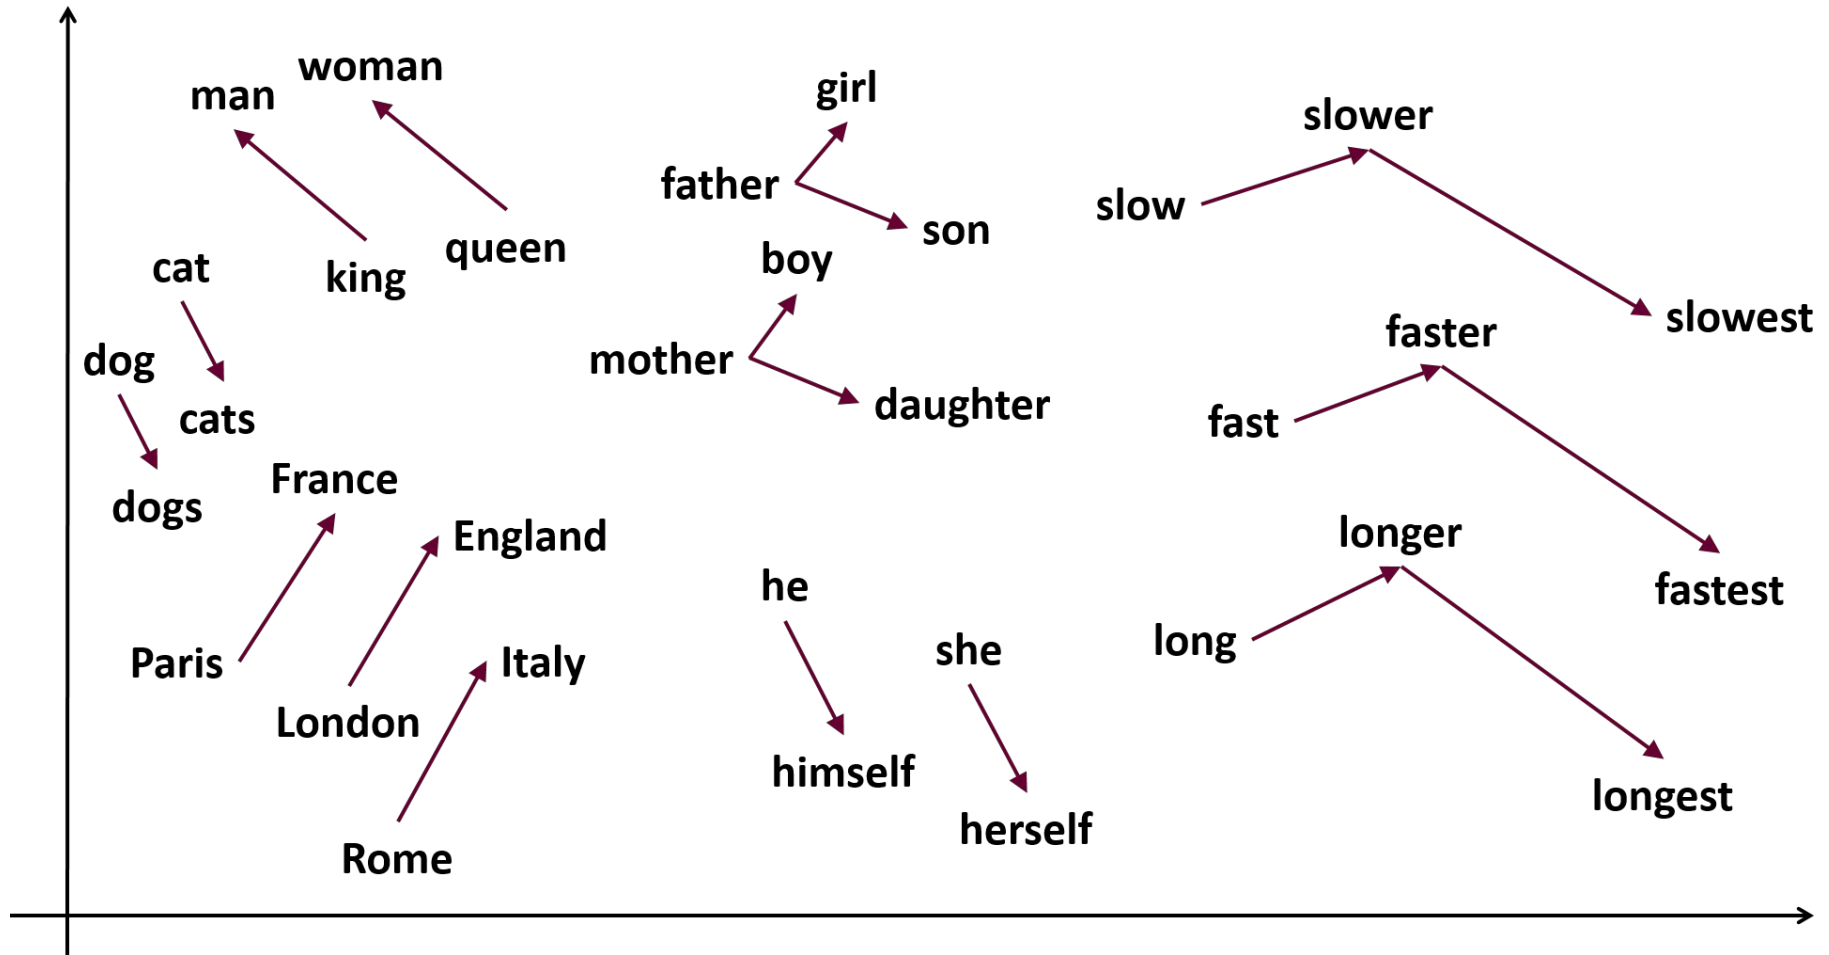 woman
man
girl
slower
father
slow
son
queen
boy
cat
king
slowest
faster
dog
mother
daughter
cats
fast
France
dogs
England
longer
he
fastest
long
she
Paris
Italy
London
himself
longest
herself
Rome